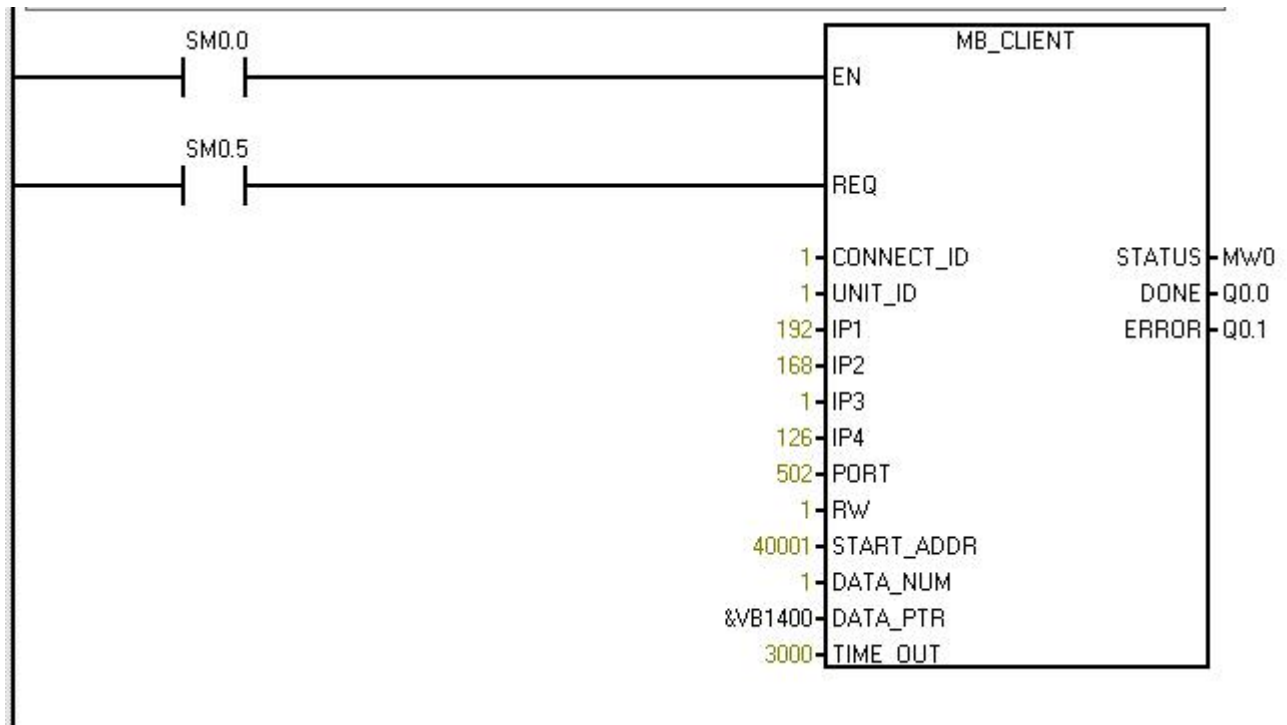 SM0.0
MB_CLIENT
EN
SM0.5
REQ
1 CONNECT_ID STATUS MW0
1 UNIT_ID DONE Q0.0
192 IP1 ERROR Q0.1
168 IP2
1 IP3
126 IP4
502 PORT
1 RW
40001 START_ADDR
1 DATA_NUM
&VB1400 DATA_PTR
3000 TIME_OUT